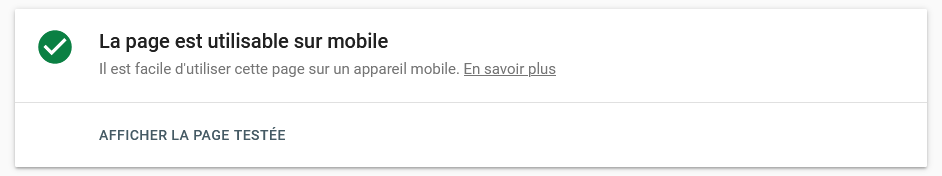 La page est utilisable sur mobile
Il est facile d'utiliser cette page sur un appareil mobile. En savoir plus
AFFICHER LA PAGE TESTÉE